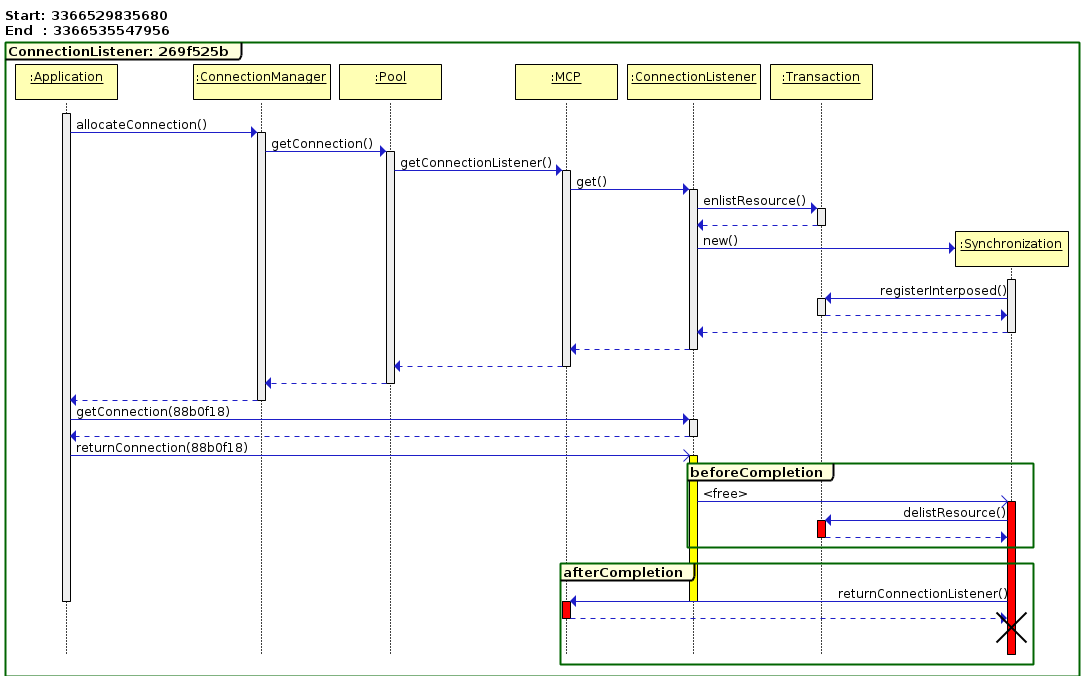 Start: 3366529835680
End  : 3366535547956
ConnectionListener: 269f525b
:Application
:ConnectionManager
:Pool
:MCP
:ConnectionListener
:Transaction
allocateConnection()
getConnection()
getConnectionListener()
get()
enlistResource()
new()
:Synchronization
registerInterposed()
getConnection(88b0f18)
returnConnection(88b0f18)
beforeCompletion
<free>
delistResource()
afterCompletion
returnConnectionListener()